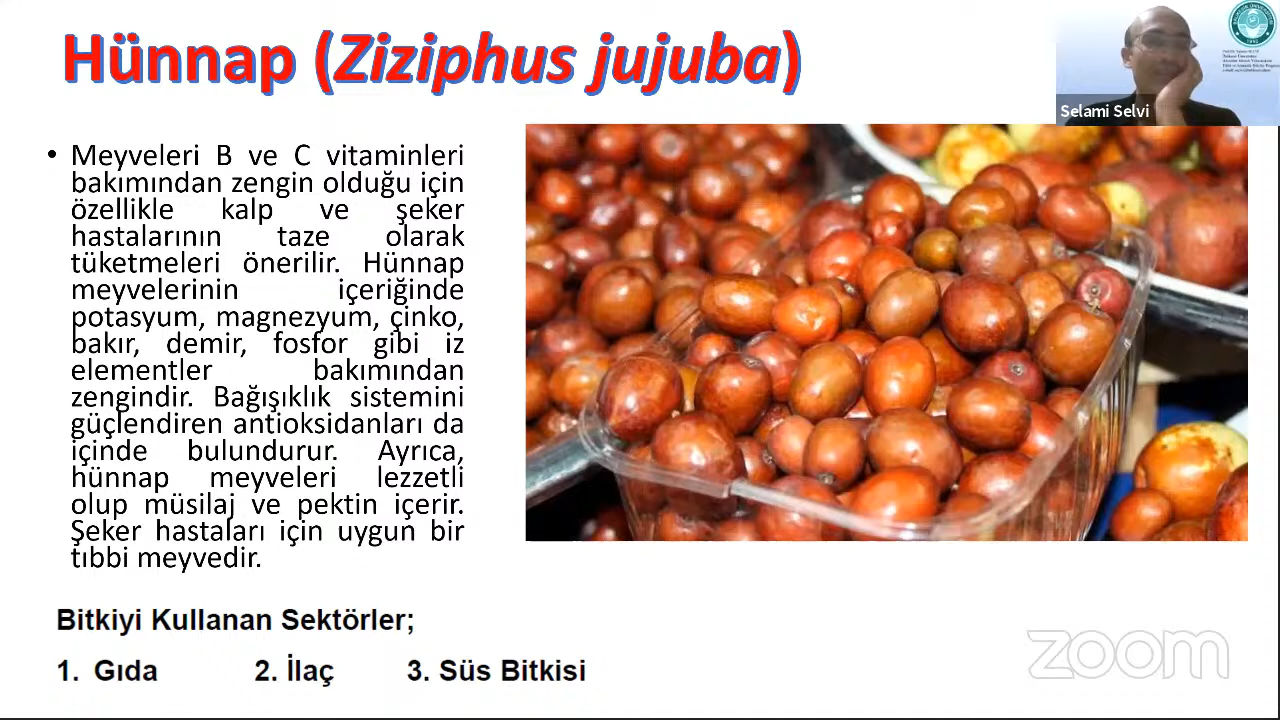 Hünnap (Ziziphus jujuba)
Selami Selvi
• Meyveleri B ve C vitaminleri
bakımından zengin olduğu için
özellikle kalp ve şeker
hastalarının taze olarak
tüketmeleri önerilir. Hünnap
meyvelerinin içeriğinde
potasyum, magnezyum, çinko,
bakır, demir, fosfor gibi iz
elementler bakımından
zengindir. Bağışıklık sistemini
güçlendiren antioksidanları da
içinde bulundurur. Ayrıca,
hünnap meyveleri lezzetli
olup müsilaj ve pektin içerir.
Şeker hastaları için uygun bir
tıbbi meyvedir.
Bitkiyi Kullanan Sektörler;
1. Gıda 2. İlaç 3. Süs Bitkisi
zoom